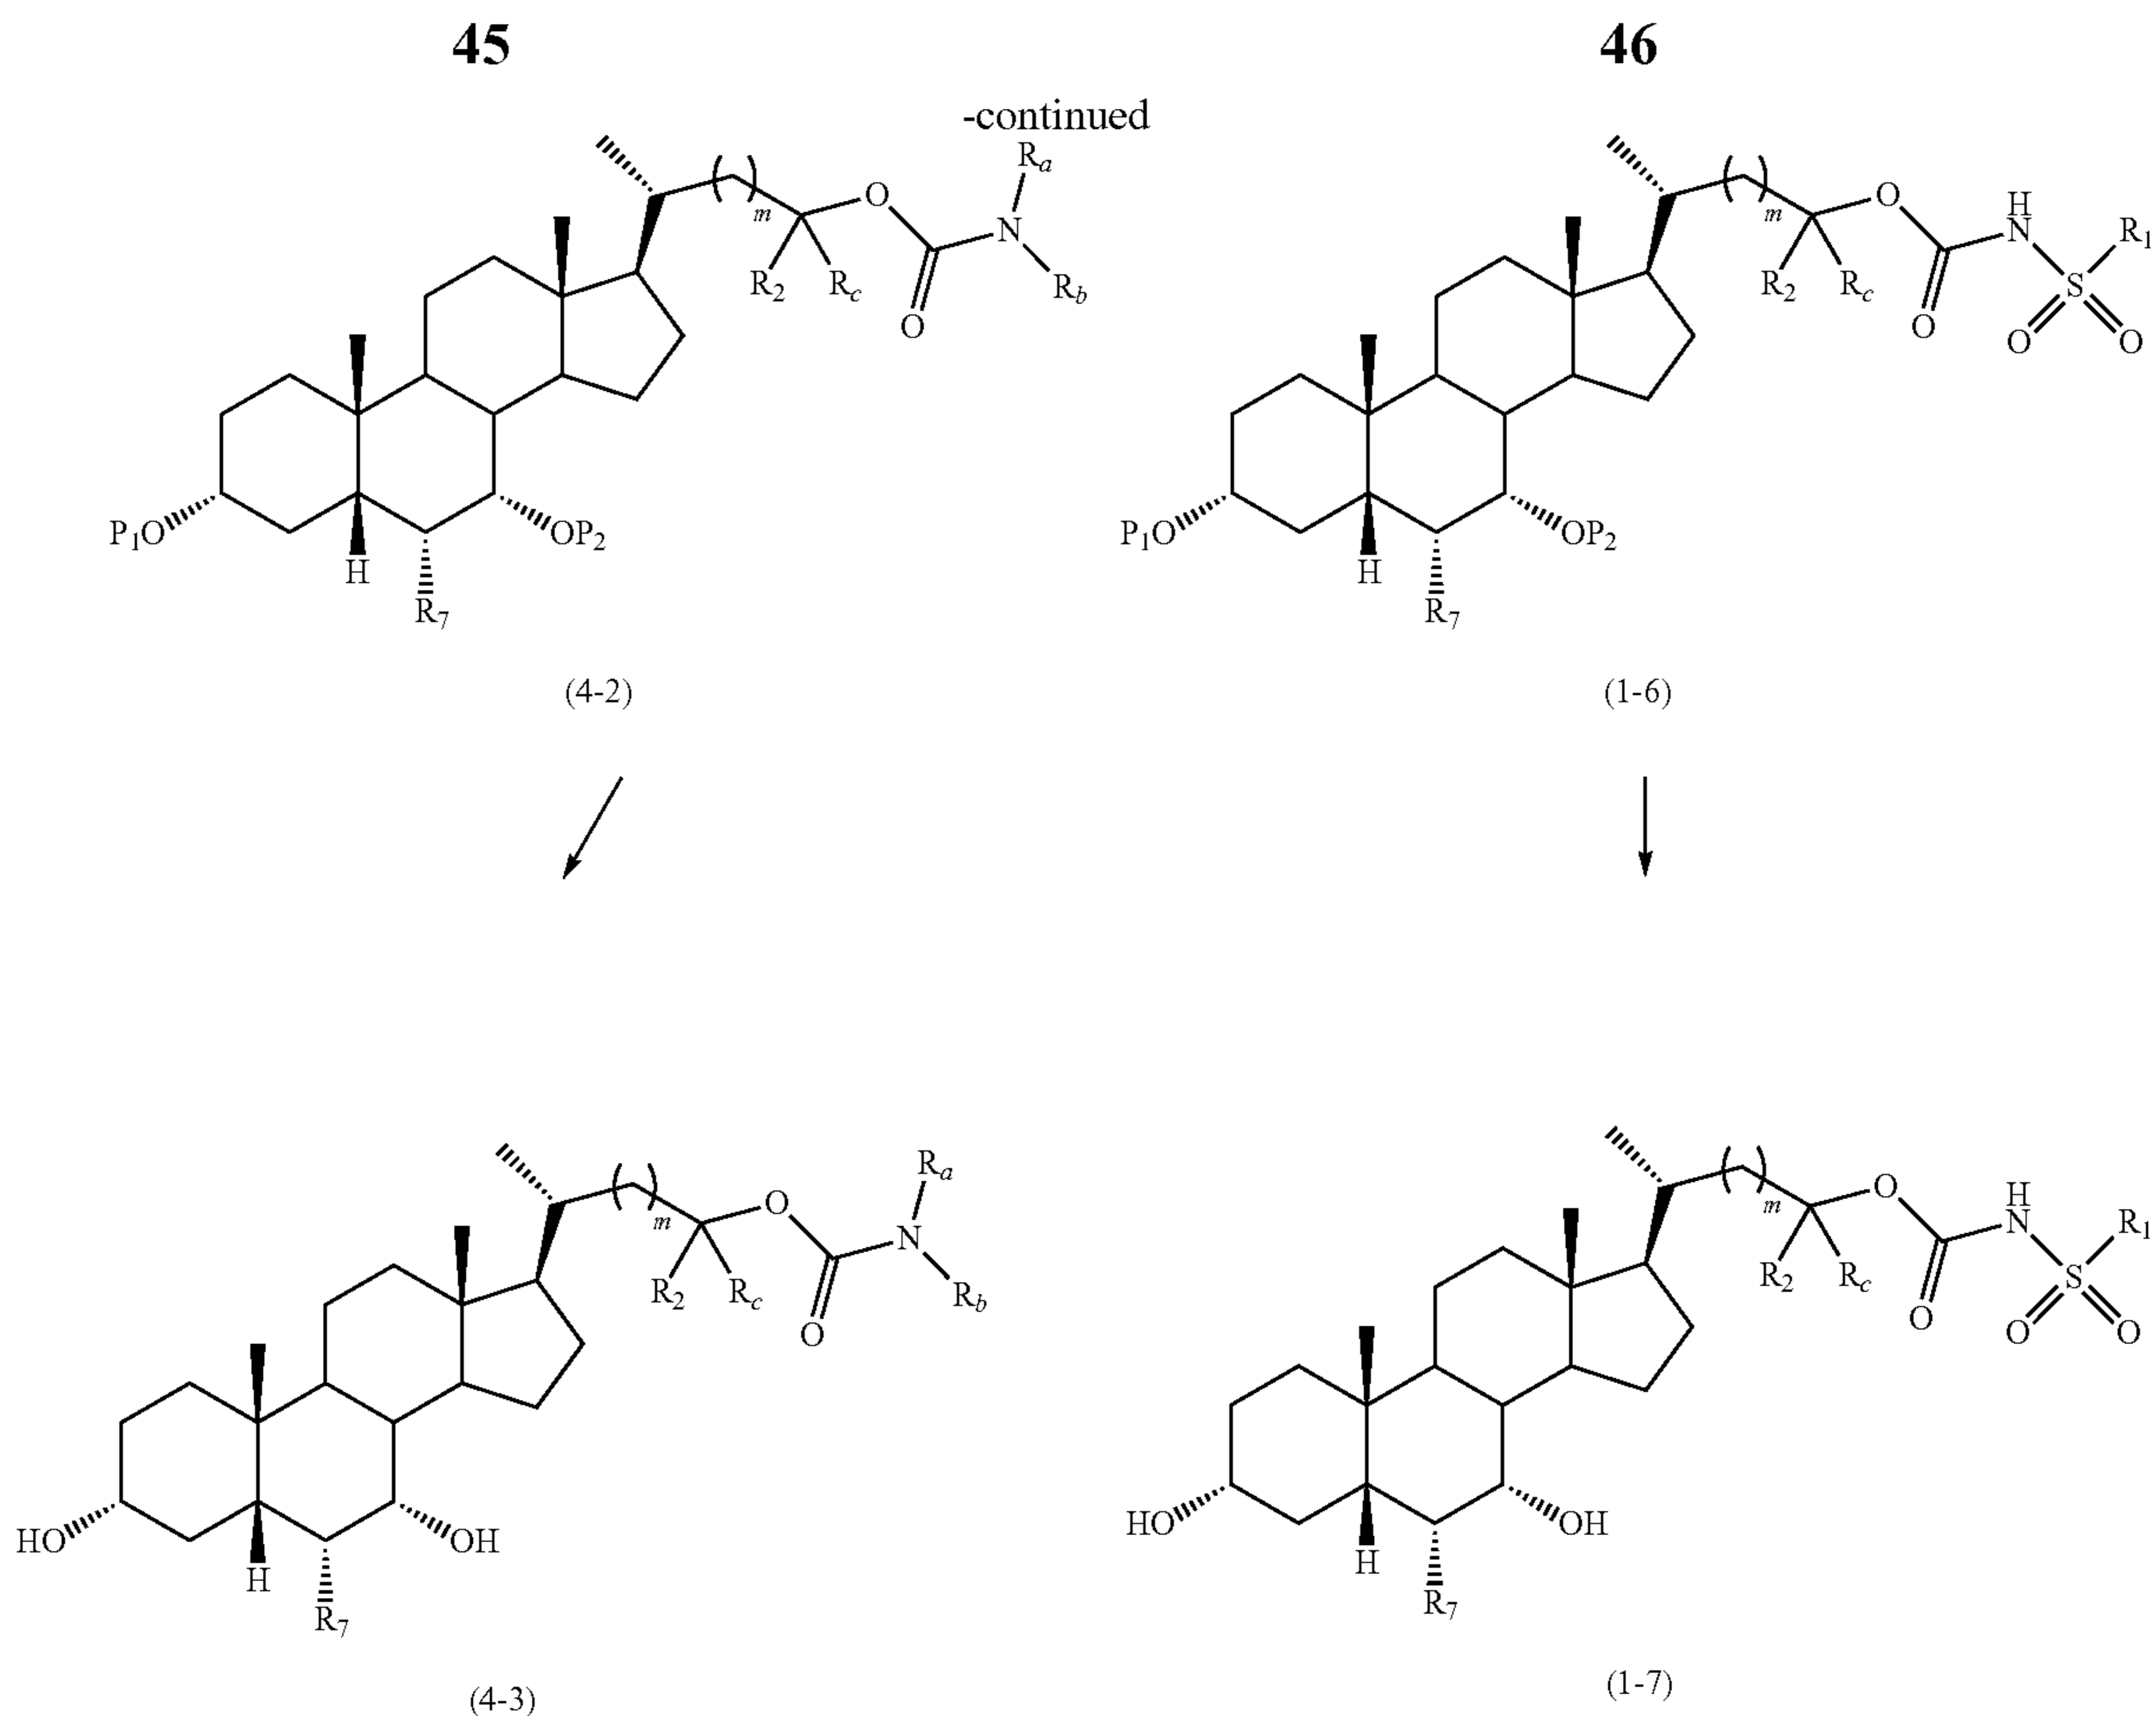 45
46
-continued
Ra
O
N
R2
Rc
Rb
O
P1O
OP2
H
R7
(4-2)
O
H
N
R1
R2
Rc
S
O
O
O
P1O
OP2
H
R7
(1-6)
m
m
Ra
O
N
R2
Rc
Rb
O
HO
OH
H
R7
(4-3)
m
O
H
N
R1
R2
Rc
S
O
O
O
HO
OH
H
R7
(1-7)
m